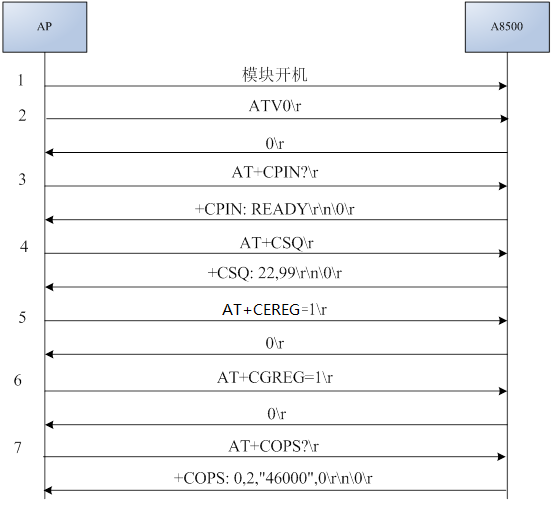 AP
A8500
1
模块开机
2
ATV0\r
0\r
3
AT+CPIN?\r
+CPIN: READY\r\n\0\r
4
AT+CSQ\r
+CSQ: 22,99\r\n\0\r
5
AT+CEREG=1\r
0\r
6
AT+CGREG=1\r
0\r
7
AT+COPS?\r
+COPS: 0,2,"46000",0\r\n\0\r